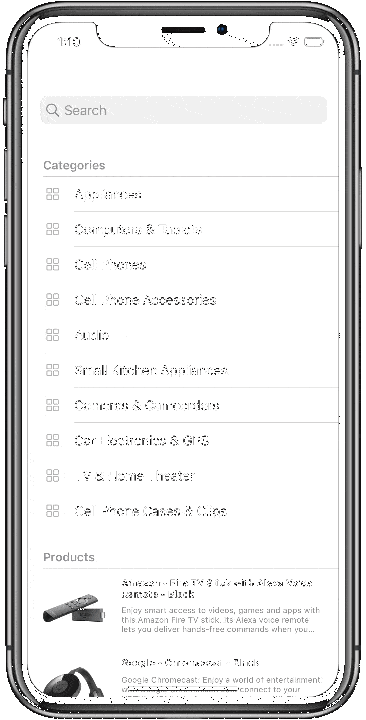 1:19
Search
Categories
Appliances
Computers & Tablets
Cell Phones
Cell Phone Accessories
Audio
Small Kitchen Appliances
Cameras & Camcorders
Car Electronics & GPS
TV & Home Theater
Cell Phone Cases & Clips
Products
Amazon - Fire TV Stick with Alexa Voice
Remote - Black
Enjoy smart access to videos, games and apps with
this Amazon Fire TV stick. Its Alexa voice remote
lets you deliver hands-free commands when you...
Google - Chromecast - Black
Google Chromecast: Enjoy a world of entertainment
connect to your